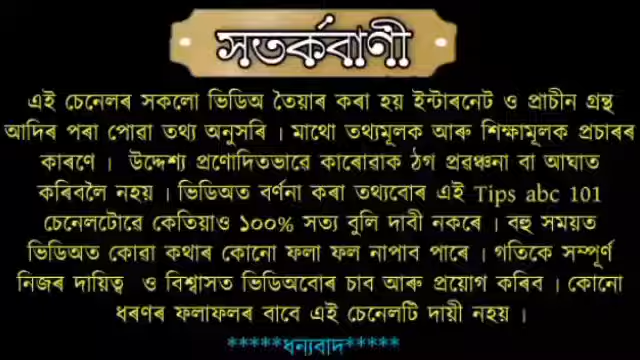 সতৰ্কবাণী
এই চেনেলৰ সকলো ভিডিঅ তৈয়াৰ কৰা হয় ইন্টাৰনেট ও প্ৰাচীন গ্ৰন্থ
আদিৰ পৰা পোৱা তথ্য অনুসৰি । মাথো তথ্যমূলক আৰু শিক্ষামূলক প্ৰচাৰৰ
কাৰণে । উদ্দেশ্য প্ৰণোদিতভাৱে কাৰোৱাক ঠগ প্ৰৱঞ্চনা বা আঘাত
কৰিবলৈ নহয় । ভিডিঅত বৰ্ণনা কৰা তথ্যবোৰ এই Tips abc 101
চেনেলটোৱে কেতিয়াও ১০০% সত্য বুলি দাবী নকৰে । বহু সময়ত
ভিডিঅত কোৱা কথাৰ কোনো ফলা ফল নাপাব পাৰে । গতিকে সম্পূৰ্ণ
নিজৰ দায়িত্ব ও বিশ্বাসত ভিডিঅবোৰ চাব আৰু প্ৰয়োগ কৰিব । কোনো
ধৰণৰ ফলাফলৰ বাবে এই চেনেলটি দায়ী নহয় ।
*****ধন্যবাদ*****